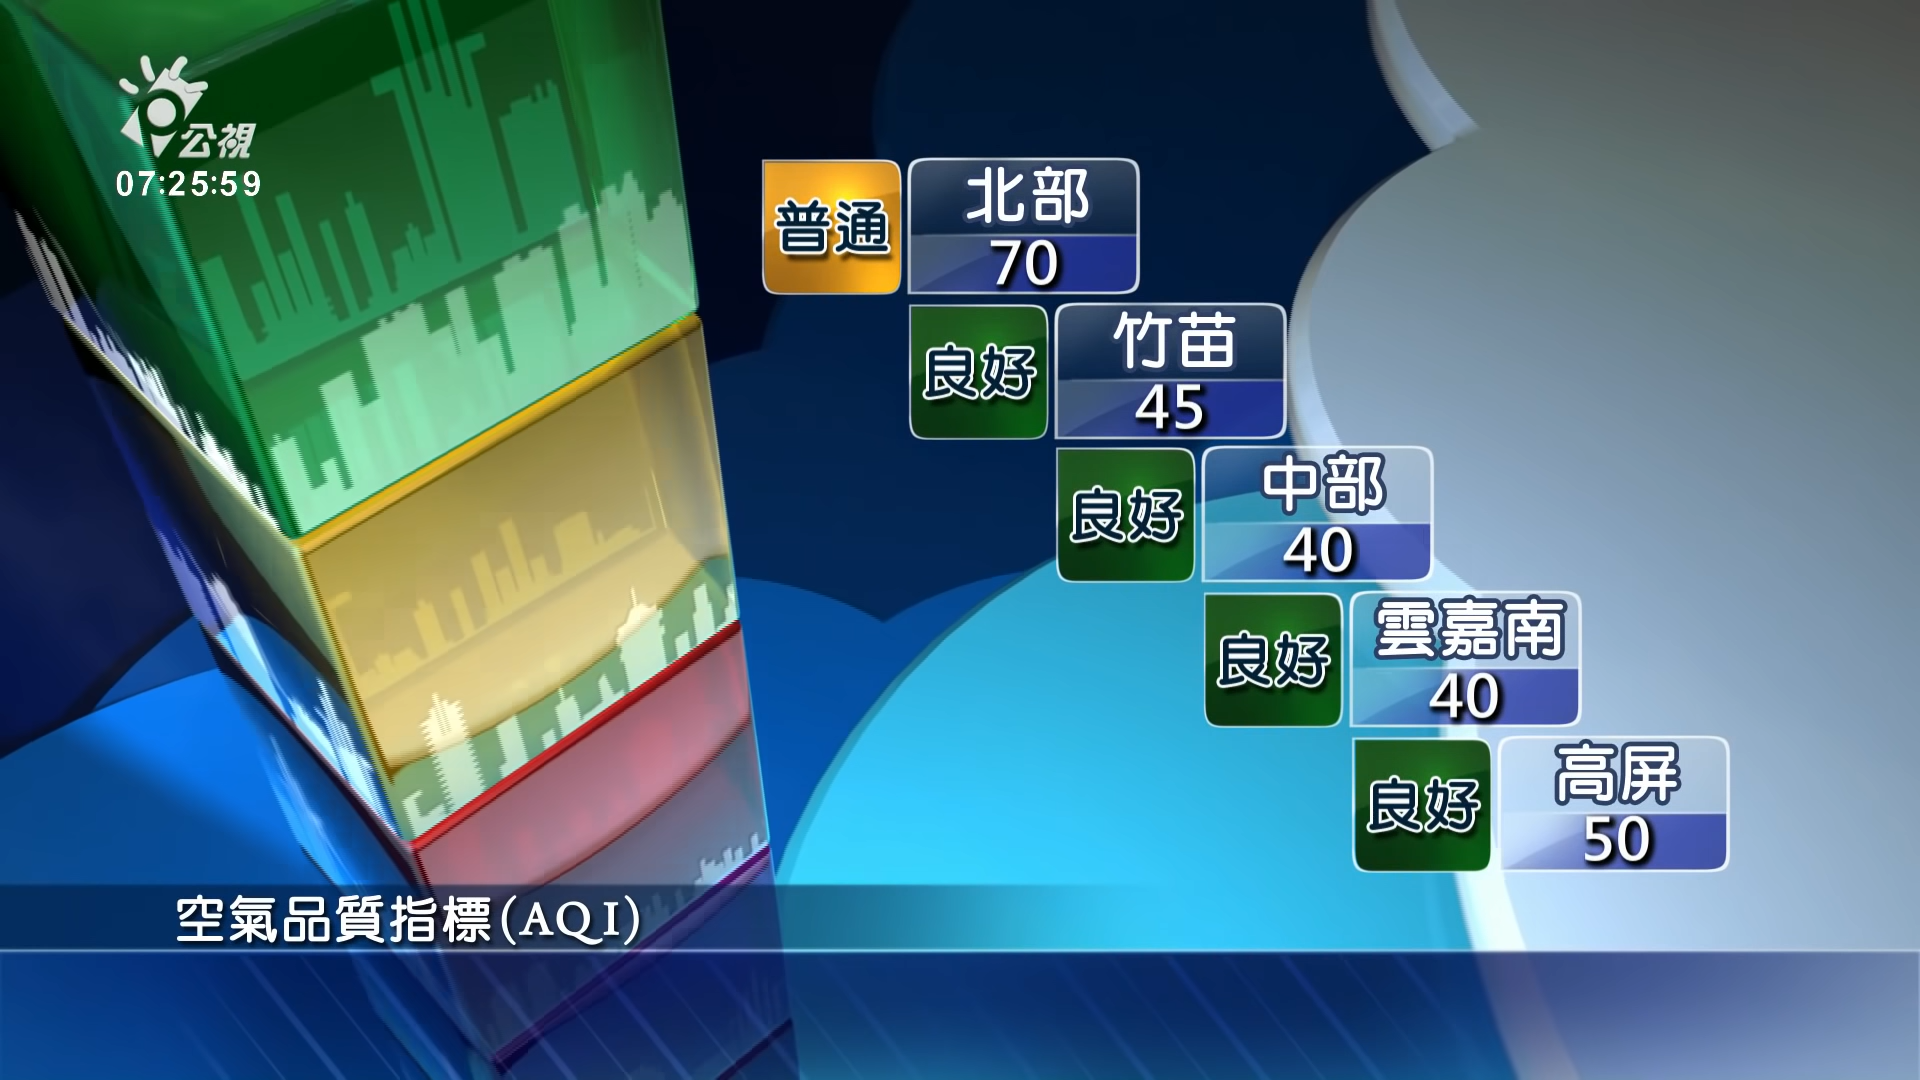 公視
07:25:59
普通
北部
70
良好
竹苗
45
良好
中部
40
良好
雲嘉南
40
良好
高屏
50
空氣品質指標(AQI)